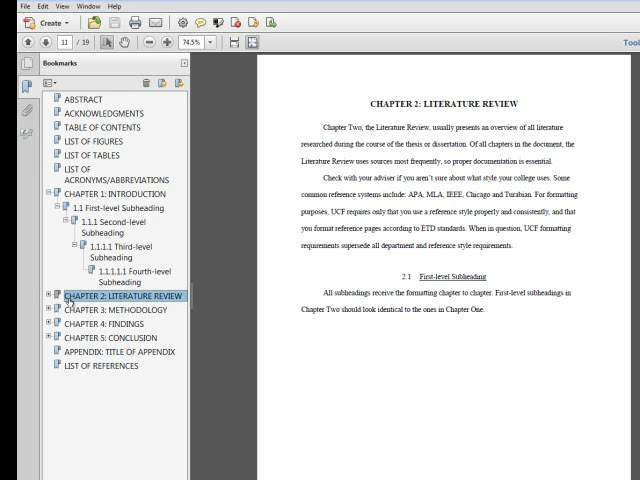 File Edit View Window Help
Create
11 / 19 74.5%
Bookmarks
ABSTRACT
ACKNOWLEDGMENTS
TABLE OF CONTENTS
LIST OF FIGURES
LIST OF TABLES
LIST OF
ACRONYMS/ABBREVIATIONS
CHAPTER 1: INTRODUCTION
1.1 First-level Subheading
1.1.1 Second-level
Subheading
1.1.1.1 Third-level
Subheading
1.1.1.1.1 Fourth-level
Subheading
CHAPTER 2: LITERATURE REVIEW
CHAPTER 3: METHODOLOGY
CHAPTER 4: FINDINGS
CHAPTER 5: CONCLUSION
APPENDIX: TITLE OF APPENDIX
LIST OF REFERENCES
CHAPTER 2: LITERATURE REVIEW
Chapter Two, the Literature Review, usually presents an overview of all literature
researched during the course of the thesis or dissertation. Of all chapters in the document, the
Literature Review uses sources most frequently, so proper documentation is essential.
Check with your adviser if you aren't sure about what style your college uses. Some
common reference systems include: APA, MLA, IEEE, Chicago and Turabian. For formatting
purposes, UCF requires only that you use a reference style properly and consistently, and that
you format reference pages according to ETD standards. When in question, UCF formatting
requirements supersede all department and reference style requirements.
2.1 First-level Subheading
All subheadings receive the formatting chapter to chapter. First-level subheadings in
Chapter Two should look identical to the ones in Chapter One.